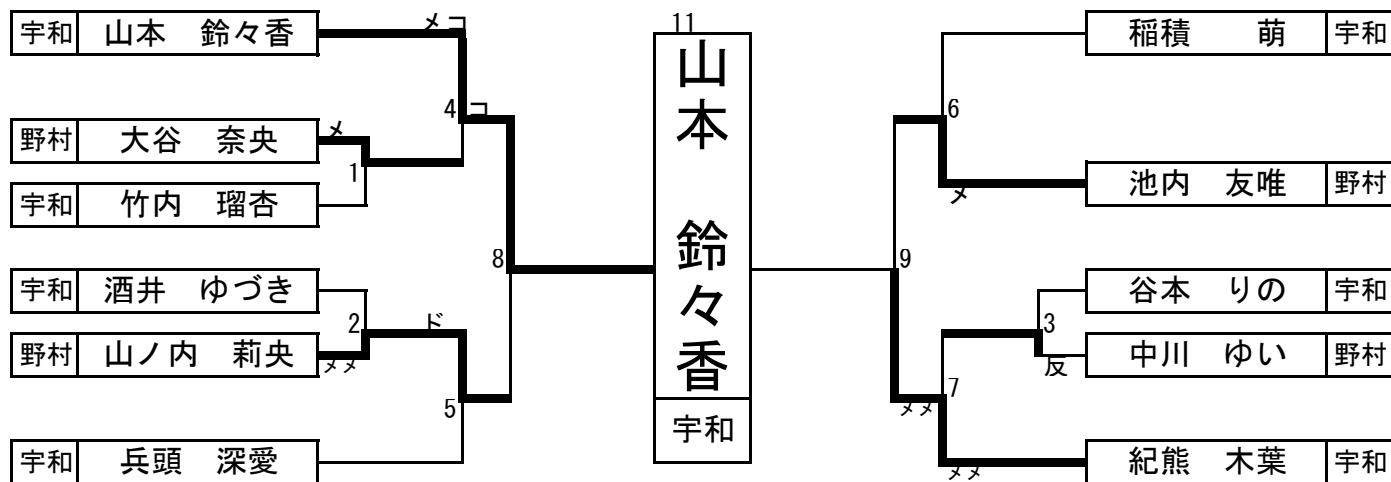 宇和 山本　鈴々香
メコ
4
コ
野村 大谷　奈央
メ
1
宇和 竹内　瑠杏
8
宇和 酒井　ゆづき
2
ド
野村 山ノ内　莉央
メメ
5
宇和 兵頭　深愛
11
山本　鈴々香
宇和
稲積　　萌 宇和
6
池内　友唯 野村
メ
9
谷本　りの 宇和
3
中川　ゆい 野村
反
7
メメ
紀熊　木葉 宇和
メメ